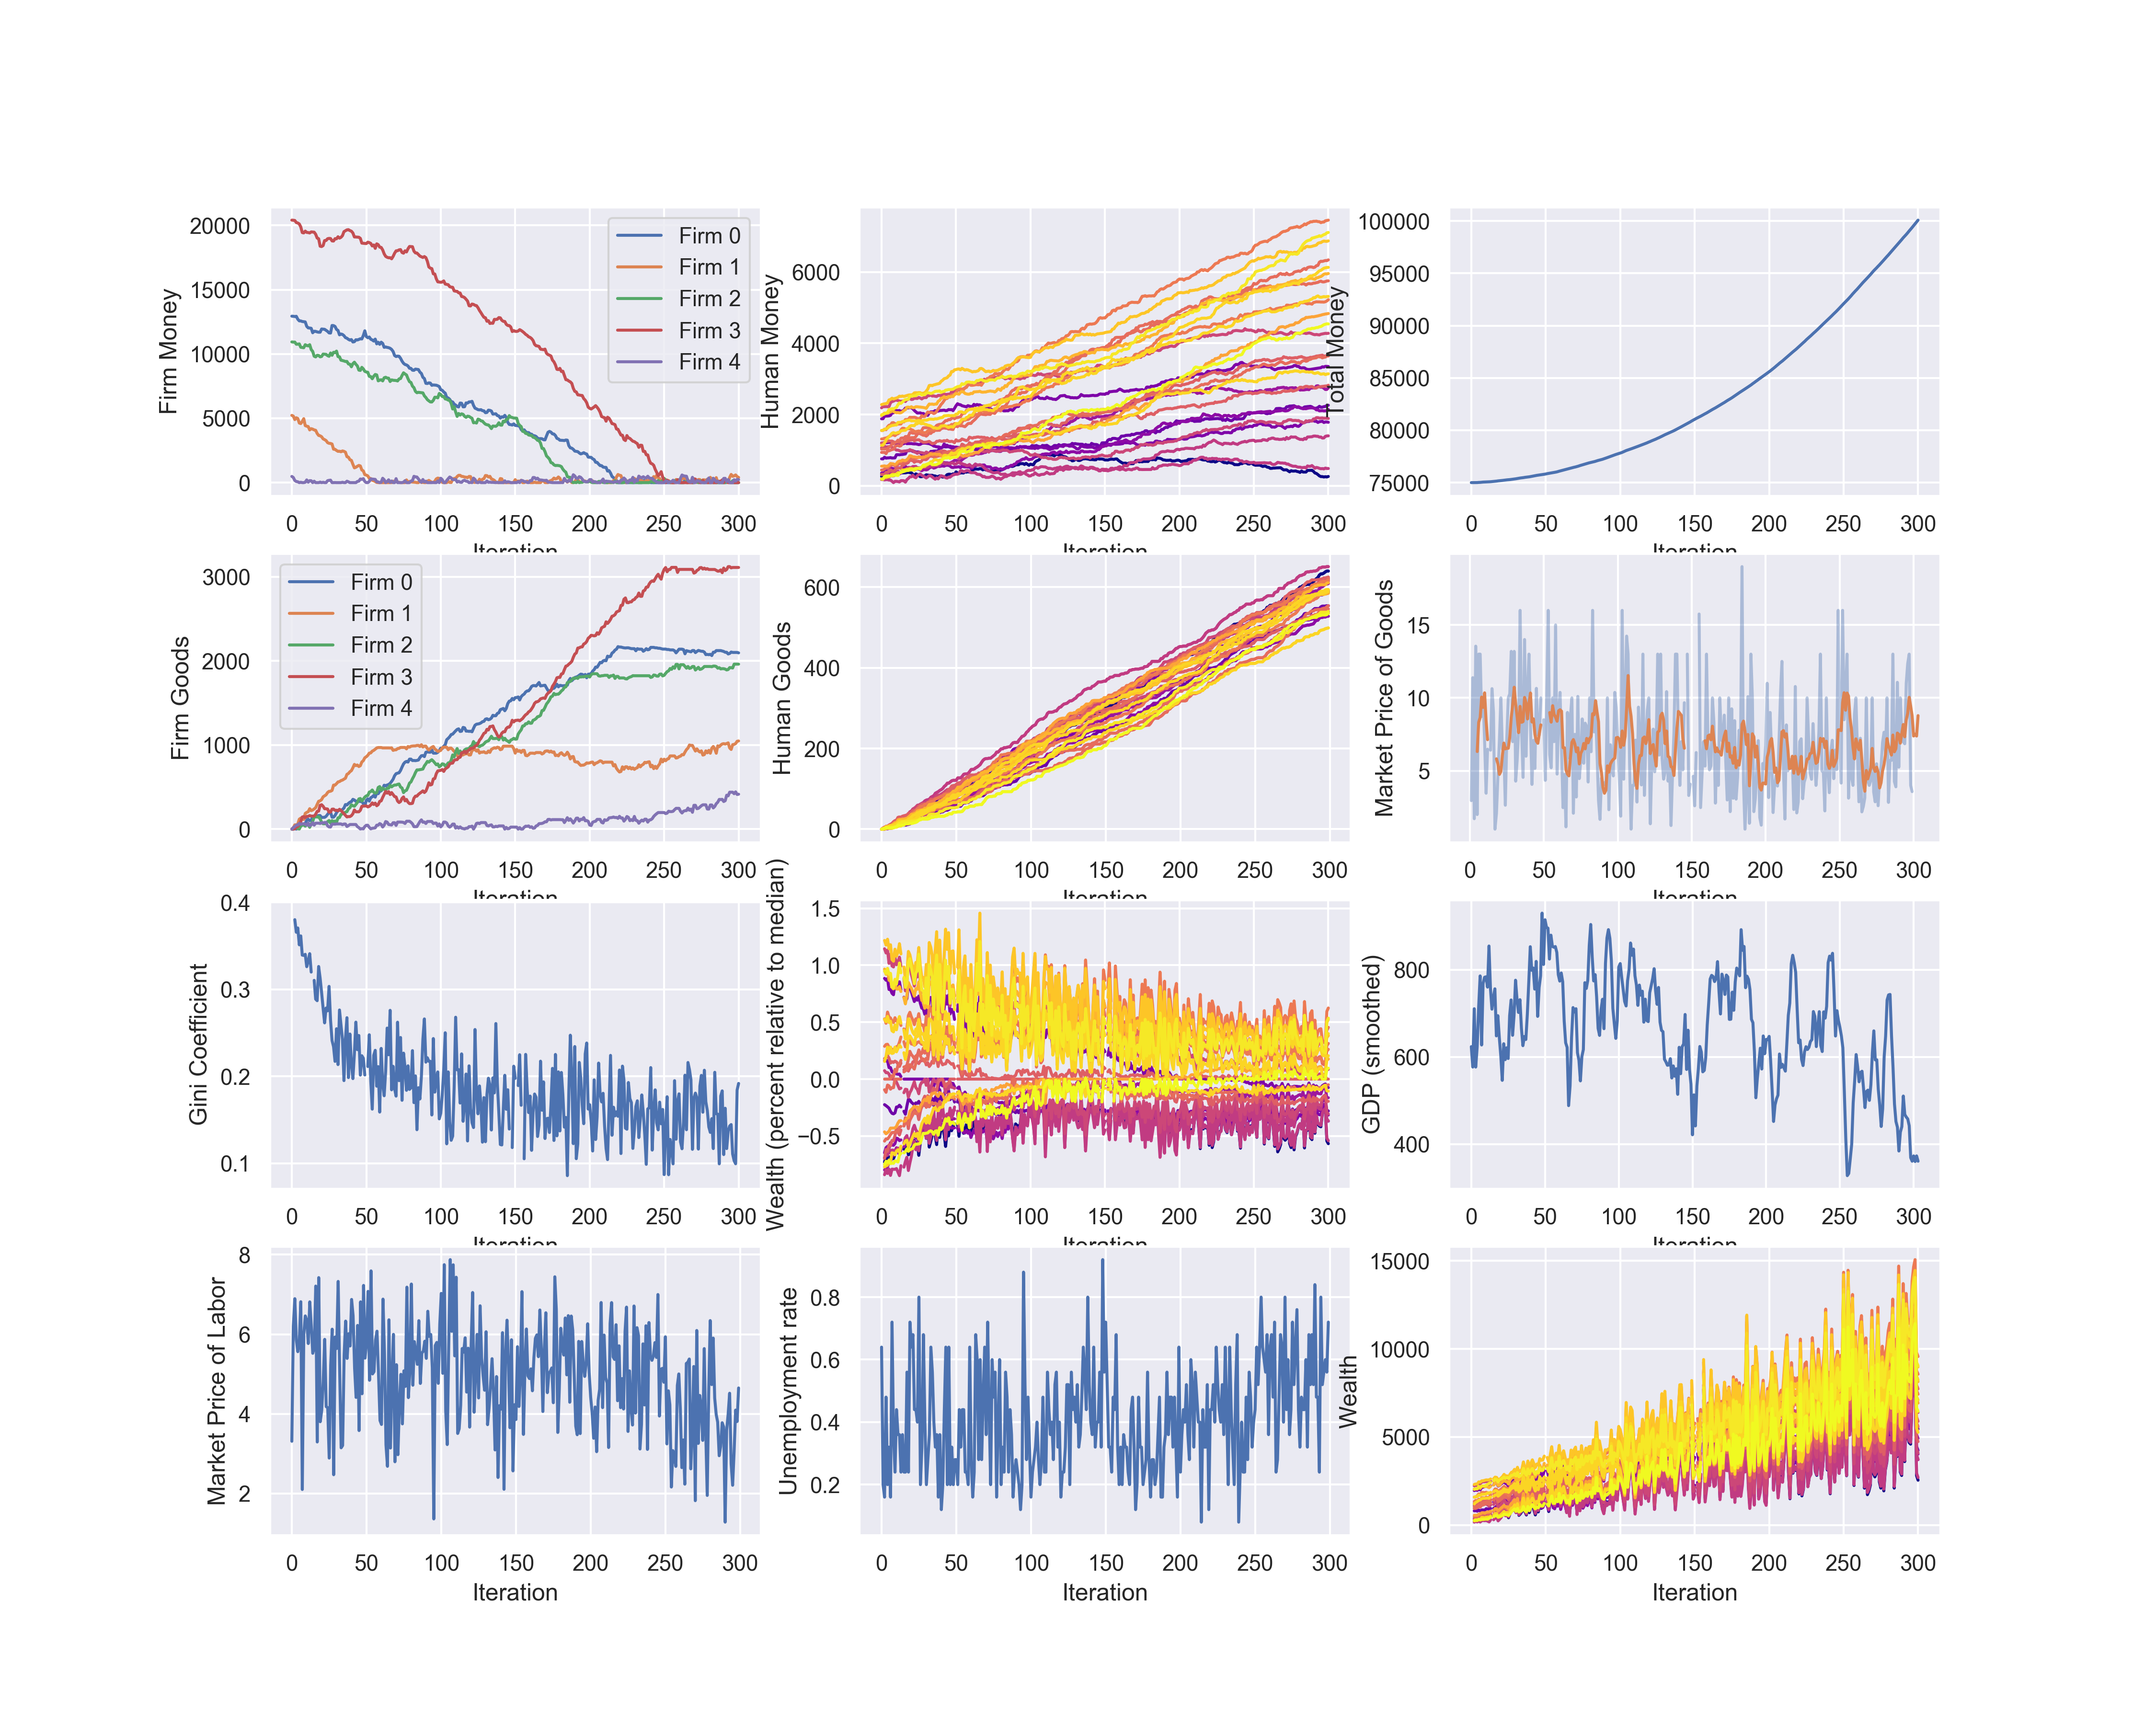 Firm Money
20000
15000
10000
5000
0
Firm 0
Firm 1
Firm 2
Firm 3
Firm 4
0 50 100 150 200 250 300
Iteration
Human Money
6000
4000
2000
0
0 50 100 150 200 250 300
Iteration
Total Money
100000
95000
90000
85000
80000
75000
0 50 100 150 200 250 300
Iteration
Firm Goods
3000
2000
1000
0
Firm 0
Firm 1
Firm 2
Firm 3
Firm 4
0 50 100 150 200 250 300
Iteration
Human Goods
600
400
200
0
0 50 100 150 200 250 300
Iteration
Market Price of Goods
15
10
5
0 50 100 150 200 250 300
Iteration
Gini Coefficient
0.4
0.3
0.2
0.1
0 50 100 150 200 250 300
Iteration
Wealth (percent relative to median)
1.5
1.0
0.5
0.0
−0.5
0 50 100 150 200 250 300
Iteration
GDP (smoothed)
800
600
400
0 50 100 150 200 250 300
Iteration
Market Price of Labor
8
6
4
2
0 50 100 150 200 250 300
Iteration
Unemployment rate
0.8
0.6
0.4
0.2
0 50 100 150 200 250 300
Iteration
Wealth
15000
10000
5000
0
0 50 100 150 200 250 300
Iteration